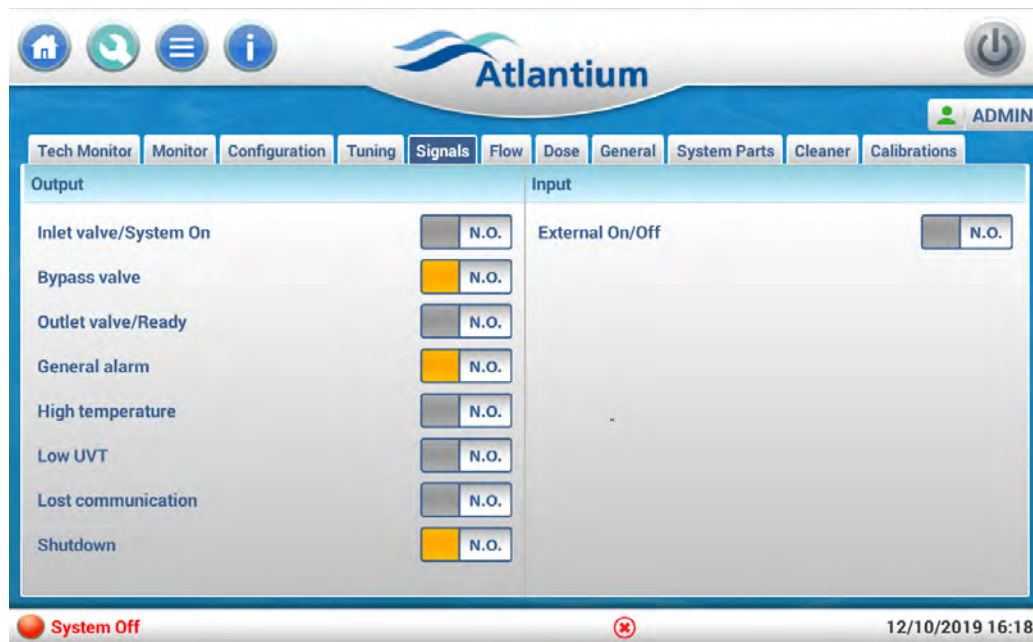 Atlantium
ADMIN
Tech Monitor Monitor Configuration Tuning Signals Flow Dose General System Parts Cleaner Calibrations
Output Input
Inlet valve/System On N.O. External On/Off N.O.
Bypass valve N.O.
Outlet valve/Ready N.O.
General alarm N.O.
High temperature N.O.
Low UVT N.O.
Lost communication N.O.
Shutdown N.O.
System Off 12/10/2019 16:18